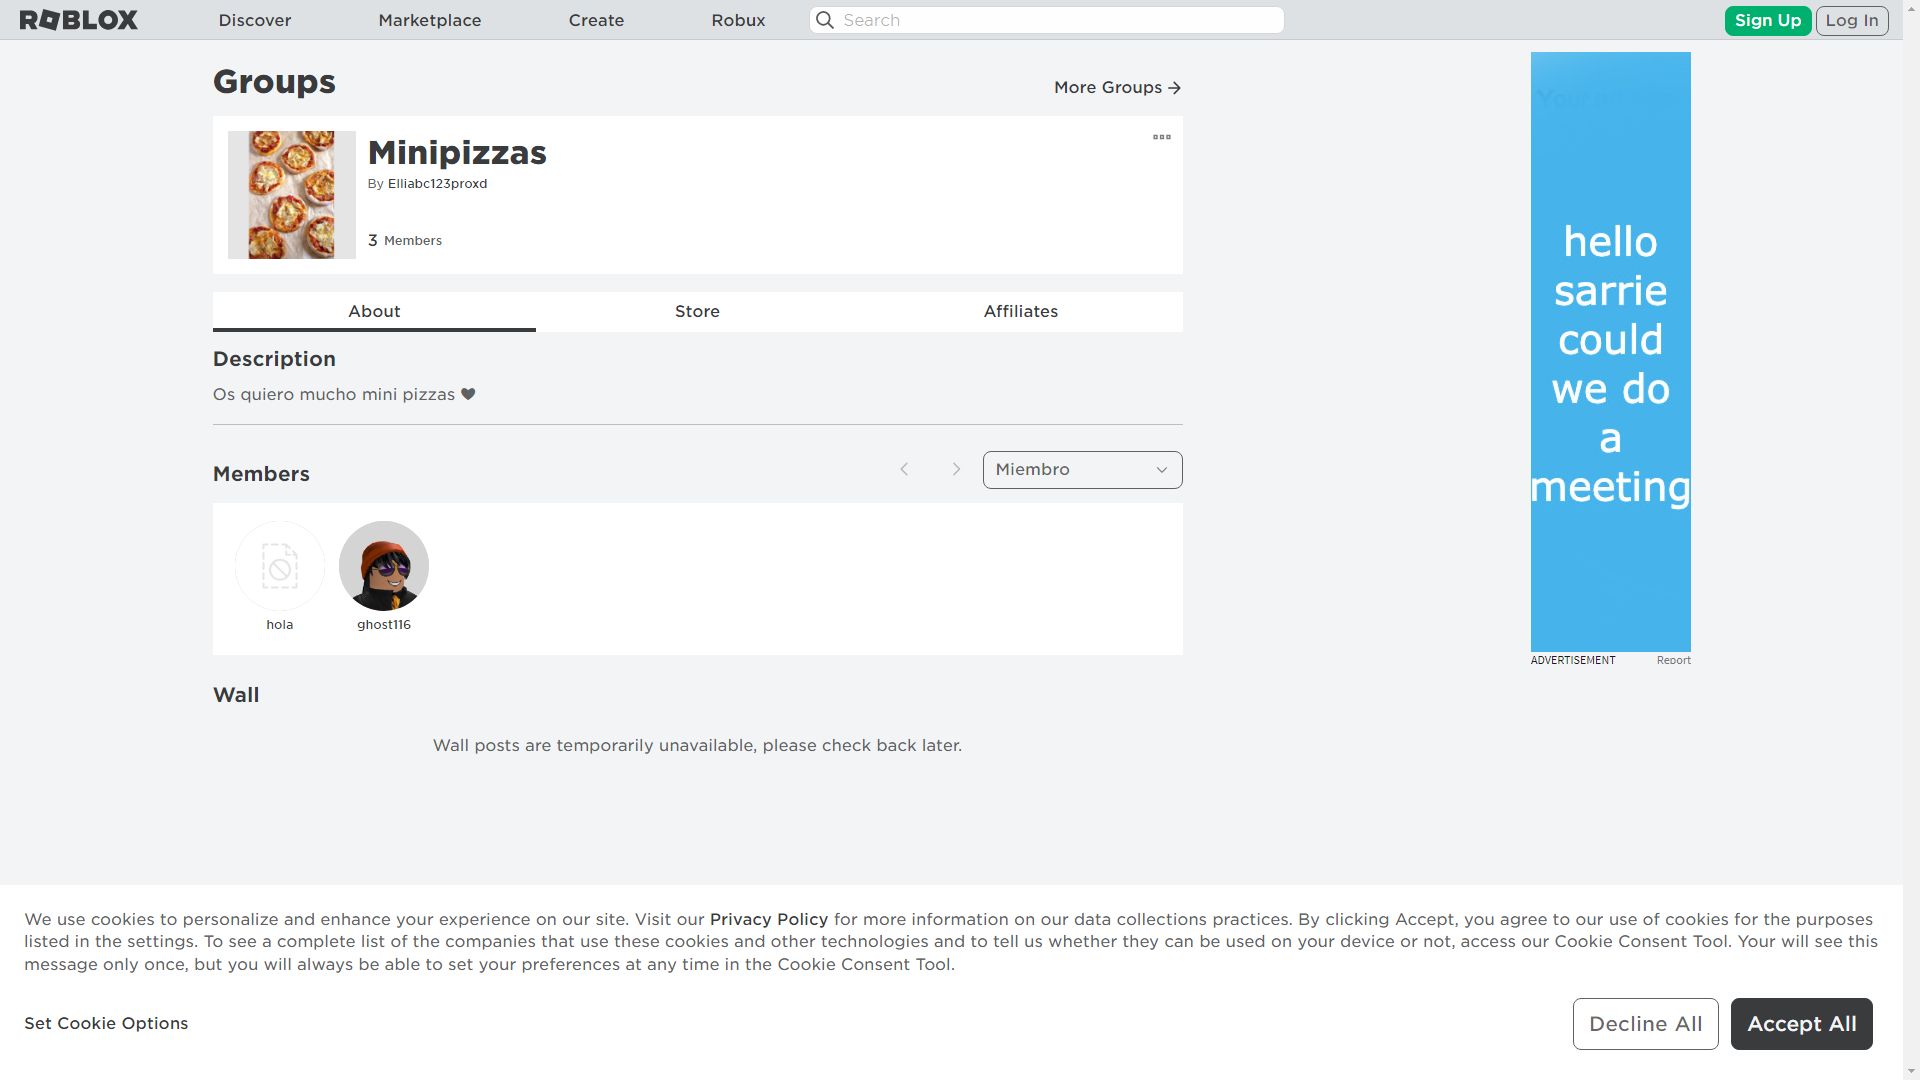 ROBLOX
Discover
Marketplace
Create
Robux
Search
Sign Up
Log In
Groups
More Groups
Minipizzas
By Elliabc123proxd
3 Members
About
Store
Affiliates
Description
Os quiero mucho mini pizzas ♥
Members
Miembro
hola
ghost116
Wall
Wall posts are temporarily unavailable, please check back later.
hello
sarrie
could
we do
a
meeting
ADVERTISEMENT
Report
We use cookies to personalize and enhance your experience on our site. Visit our Privacy Policy for more information on our data collections practices. By clicking Accept, you agree to our use of cookies for the purposes
listed in the settings. To see a complete list of the companies that use these cookies and other technologies and to tell us whether they can be used on your device or not, access our Cookie Consent Tool. Your will see this
message only once, but you will always be able to set your preferences at any time in the Cookie Consent Tool.
Set Cookie Options
Decline All
Accept All